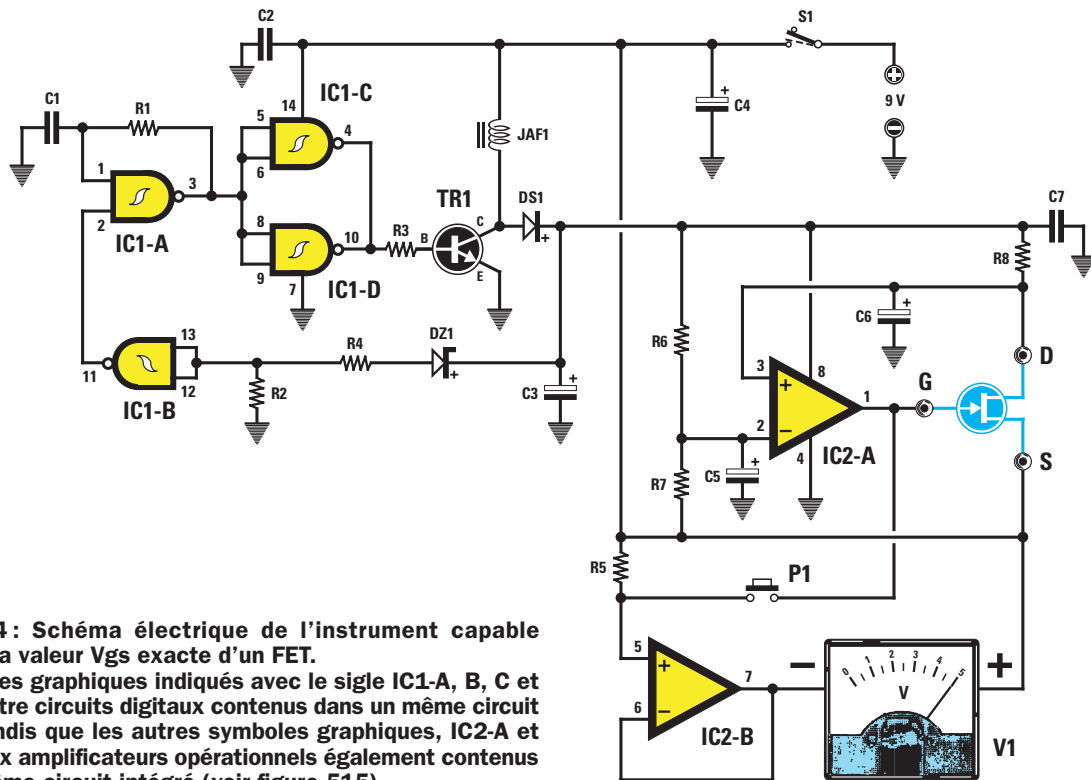 C2
S1
IC1-C
C1
R1
14
5
4
6
C4
9 V
JAF1
1
3
2
TR1
DS1
C7
IC1-A
8
10
R3
B
C
E
9
7
IC1-D
R8
C6
DZ1
R4
13
11
12
IC1-B
R2
C3
R6
3
8
D
G
1
2
4
IC2-A
S
R7
C5
R5
P1
5
7
6
IC2-B
0 1 2 3 4 5
V
V1
4 : Schéma électrique de l'instrument capable
a valeur Vgs exacte d'un FET.
es graphiques indiqués avec le sigle IC1-A, B, C et
tre circuits digitaux contenus dans un même circuit
ndis que les autres symboles graphiques, IC2-A et
ux amplificateurs opérationnels également contenus